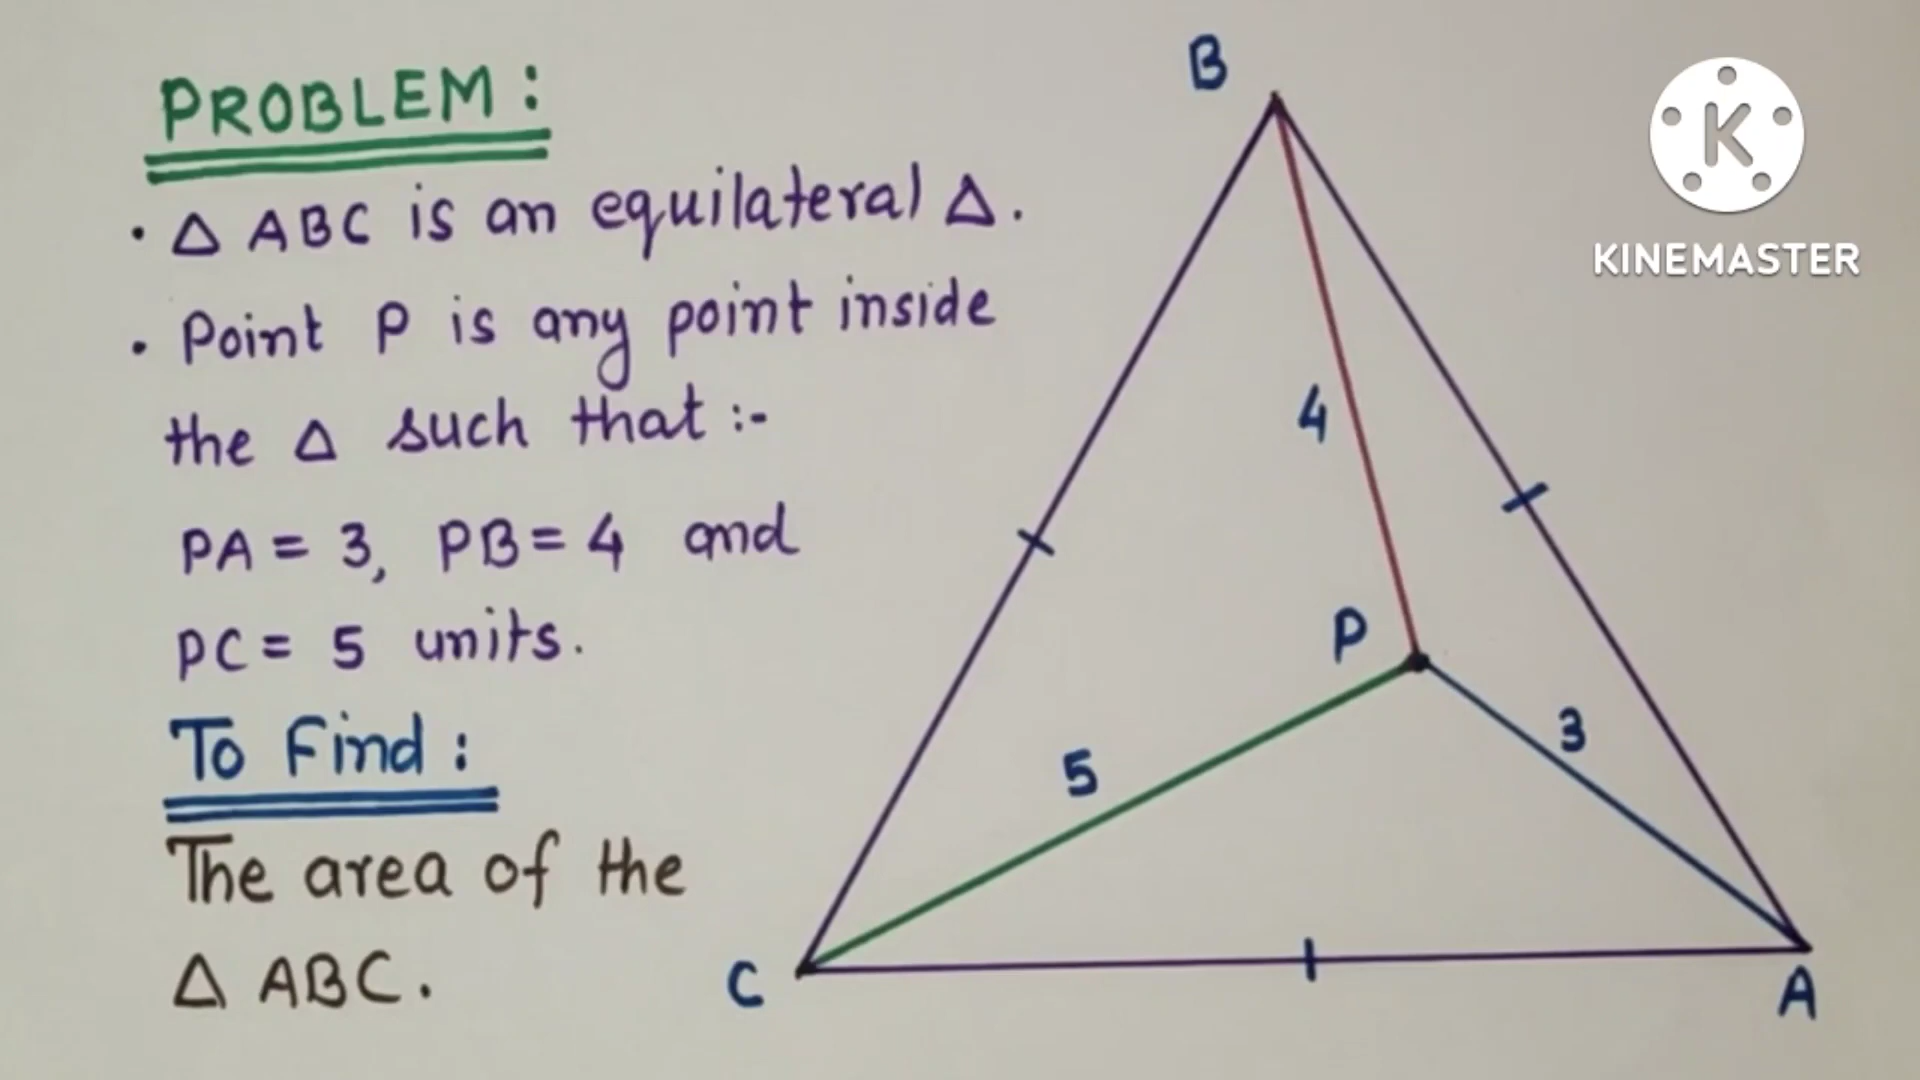 PROBLEM :
• Δ ABC is an equilateral Δ.
• Point P is any point inside
the Δ such that :-
PA = 3, PB = 4 and
PC = 5 units.
To Find :
The area of the
Δ ABC.
B
4
P
3
5
C
A
K
KINEMASTER